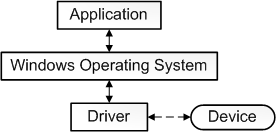 Application
Windows Operating System
Driver
Device